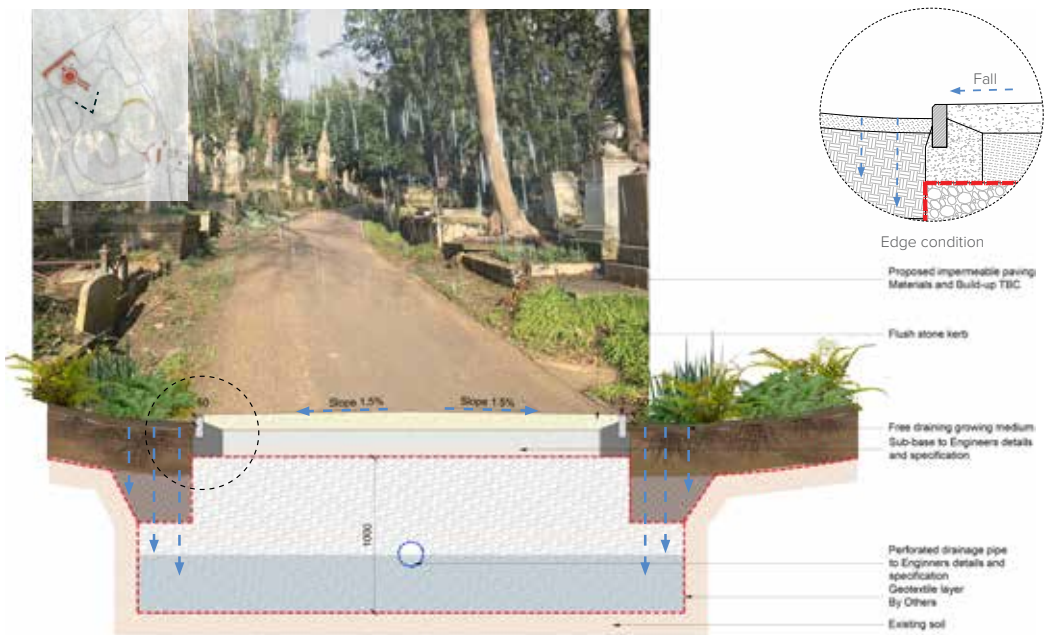 Fall
Edge condition
Proposed impermeable paving
Materials and Build-up TBC
Flush stone kerb
50
Slope 1.5%
Slope 1.5%
Free draining growing medium
Sub-base to Engineers details
and specification
1000
Perforated drainage pipe
to Enginners details and
specification
Geotextile layer
By Others
Existing soil